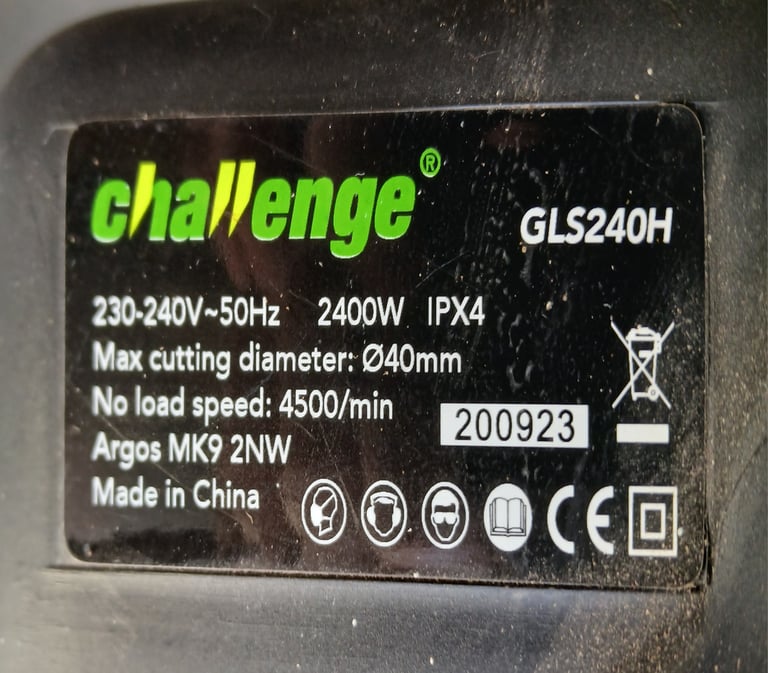 challenge®
GLS240H
230-240V~50Hz 2400W IPX4
Max cutting diameter: Ø40mm
No load speed: 4500/min
200923
Argos MK9 2NW
Made in China
CE